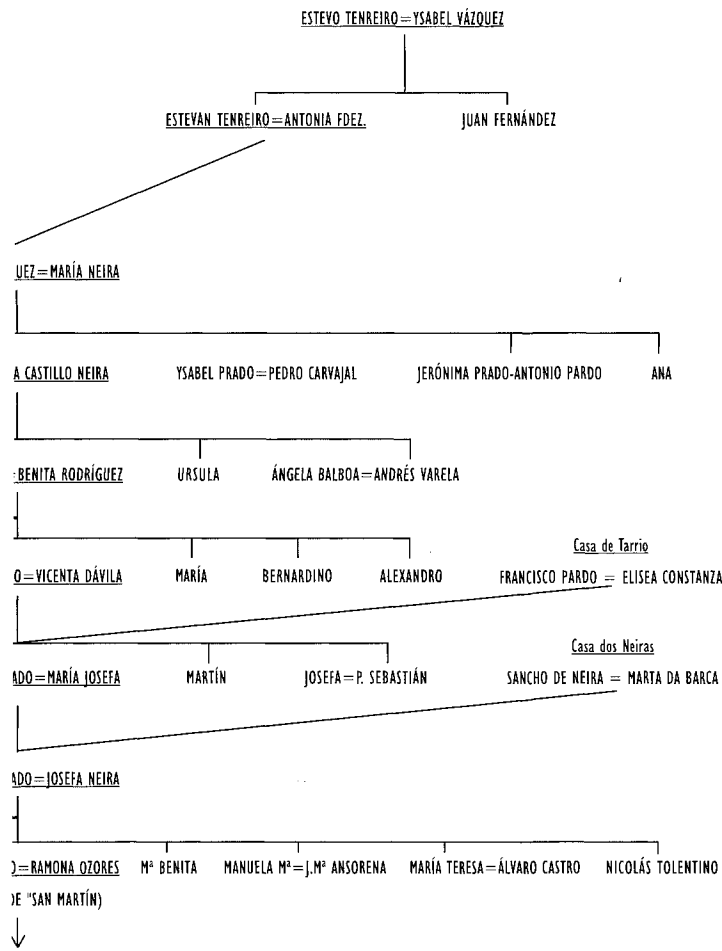 ESTEVO TENREIRO=YSABEL VÁZQUEZ
ESTEVAN TENREIRO=ANTONIA FDEZ. JUAN FERNÁNDEZ
UEZ=MARÍA NEIRA
A CASTILLO NEIRA YSABEL PRADO=PEDRO CARVAJAL JERÓNIMA PRADO-ANTONIO PARDO ANA
=BENITA RODRÍGUEZ URSULA ÁNGELA BALBOA=ANDRÉS VARELA
Casa de Tarrio
O=VICENTA DÁVILA MARÍA BERNARDINO ALEXANDRO FRANCISCO PARDO = ELISEA CONSTANZA
Casa dos Neiras
ADO=MARÍA JOSEFA MARTÍN JOSEFA=P. SEBASTIÁN SANCHO DE NEIRA = MARTA DA BARCA
ADO=JOSEFA NEIRA
O=RAMONA OZORES Mª BENITA MANUELA Mª=J.Mª ANSORENA MARÍA TERESA=ÁLVARO CASTRO NICOLÁS TOLENTINO
DE "SAN MARTÍN)